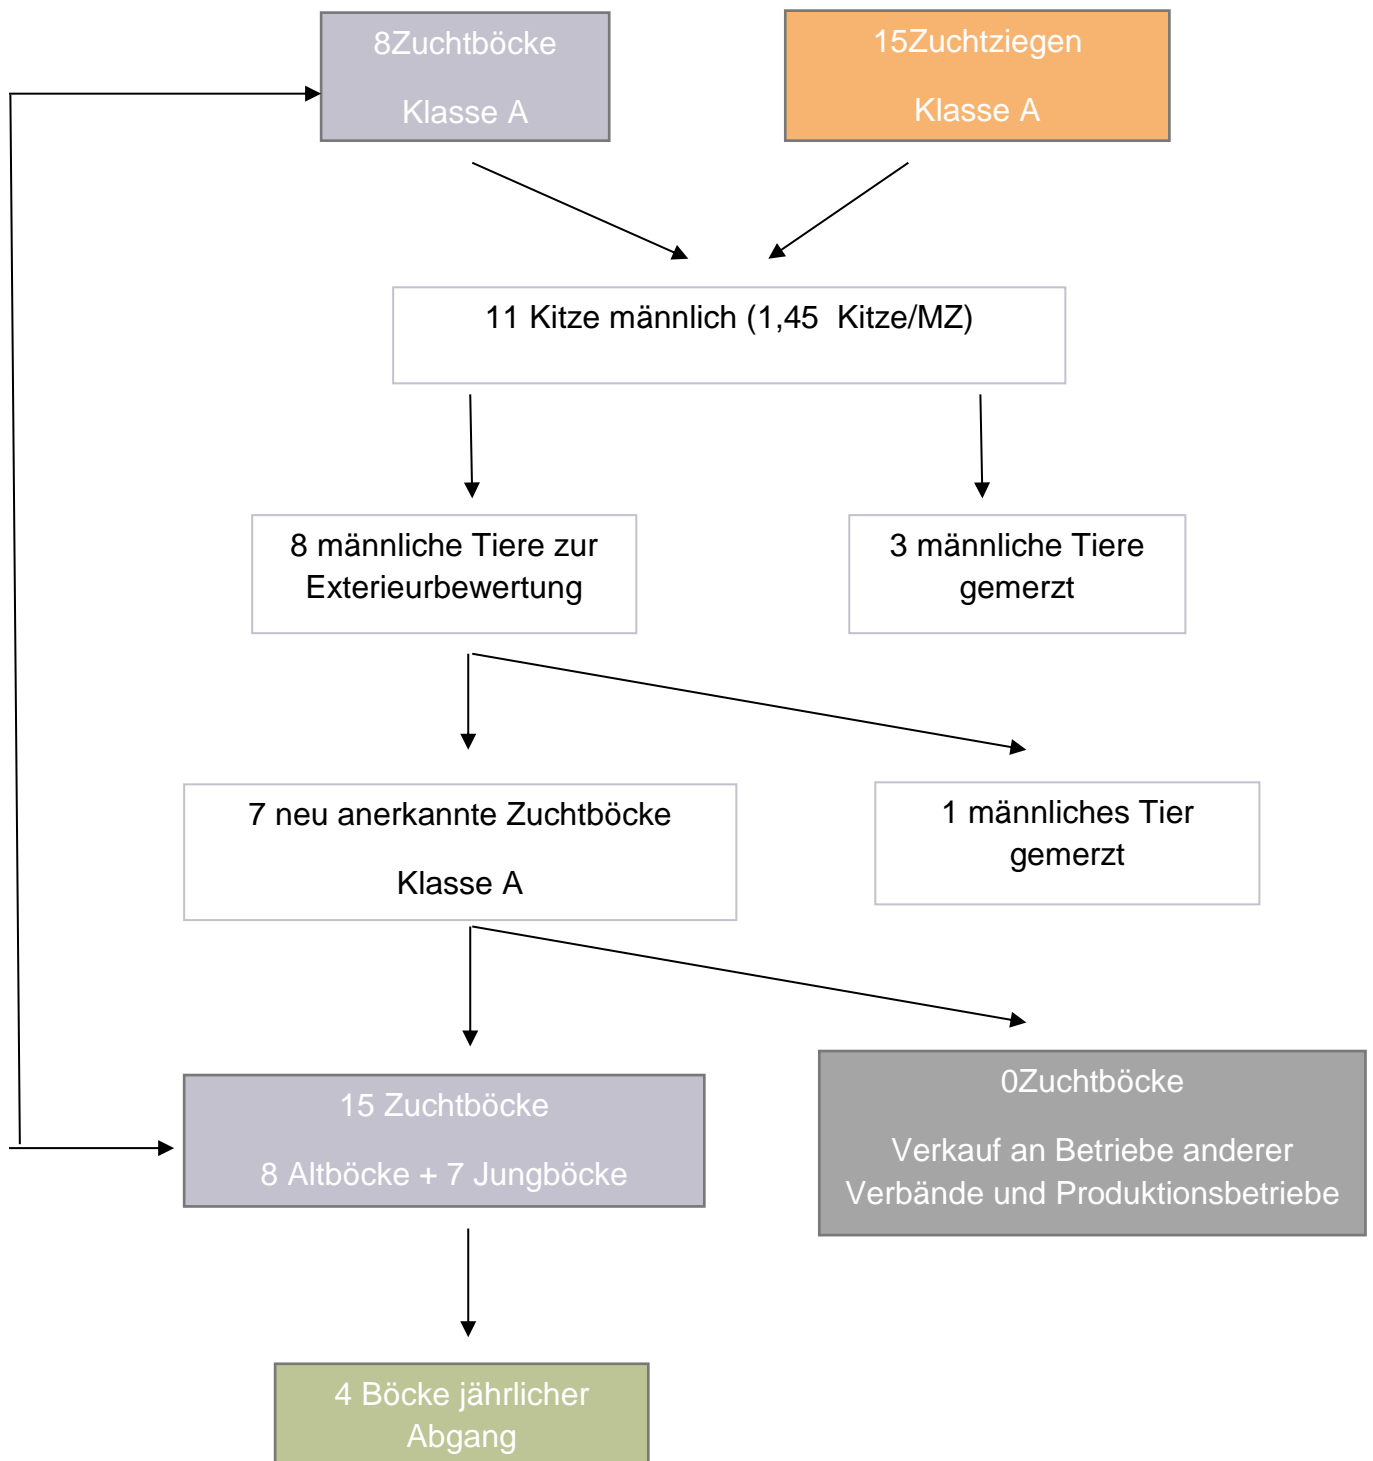 8Zuchtböcke
Klasse A
15Zuchtziegen
Klasse A
11 Kitze männlich (1,45  Kitze/MZ)
8 männliche Tiere zur
Exterieurbewertung
3 männliche Tiere
gemerzt
7 neu anerkannte Zuchtböcke
Klasse A
1 männliches Tier
gemerzt
15 Zuchtböcke
8 Altböcke + 7 Jungböcke
0Zuchtböcke
Verkauf an Betriebe anderer
Verbände und Produktionsbetriebe
4 Böcke jährlicher
Abgang